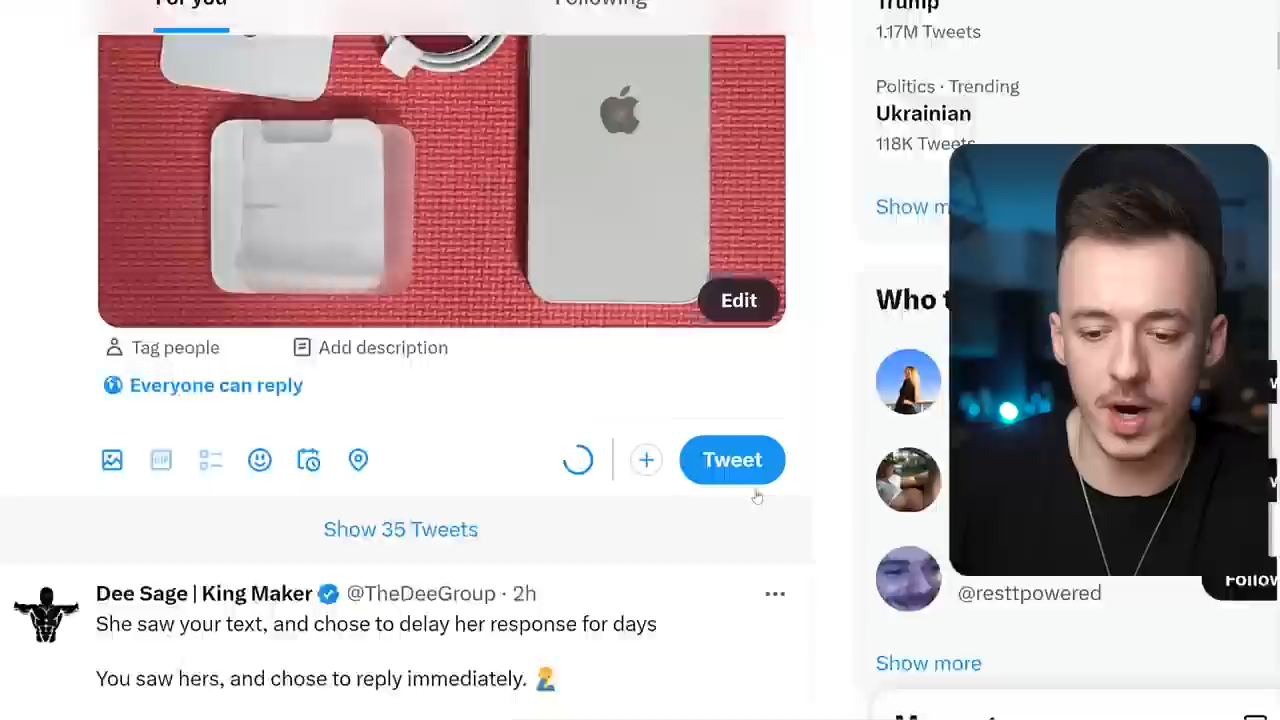 For you
Following
Trump
1.17M Tweets
Politics · Trending
Ukrainian
118K Tweets
Show m
Edit
Who t
Tag people
Add description
Everyone can reply
GIF
Tweet
Show 35 Tweets
Follow
@resttpowered
Dee Sage | King Maker @TheDeeGroup · 2h
She saw your text, and chose to delay her response for days
You saw hers, and chose to reply immediately. 🤦‍♂️
Show more